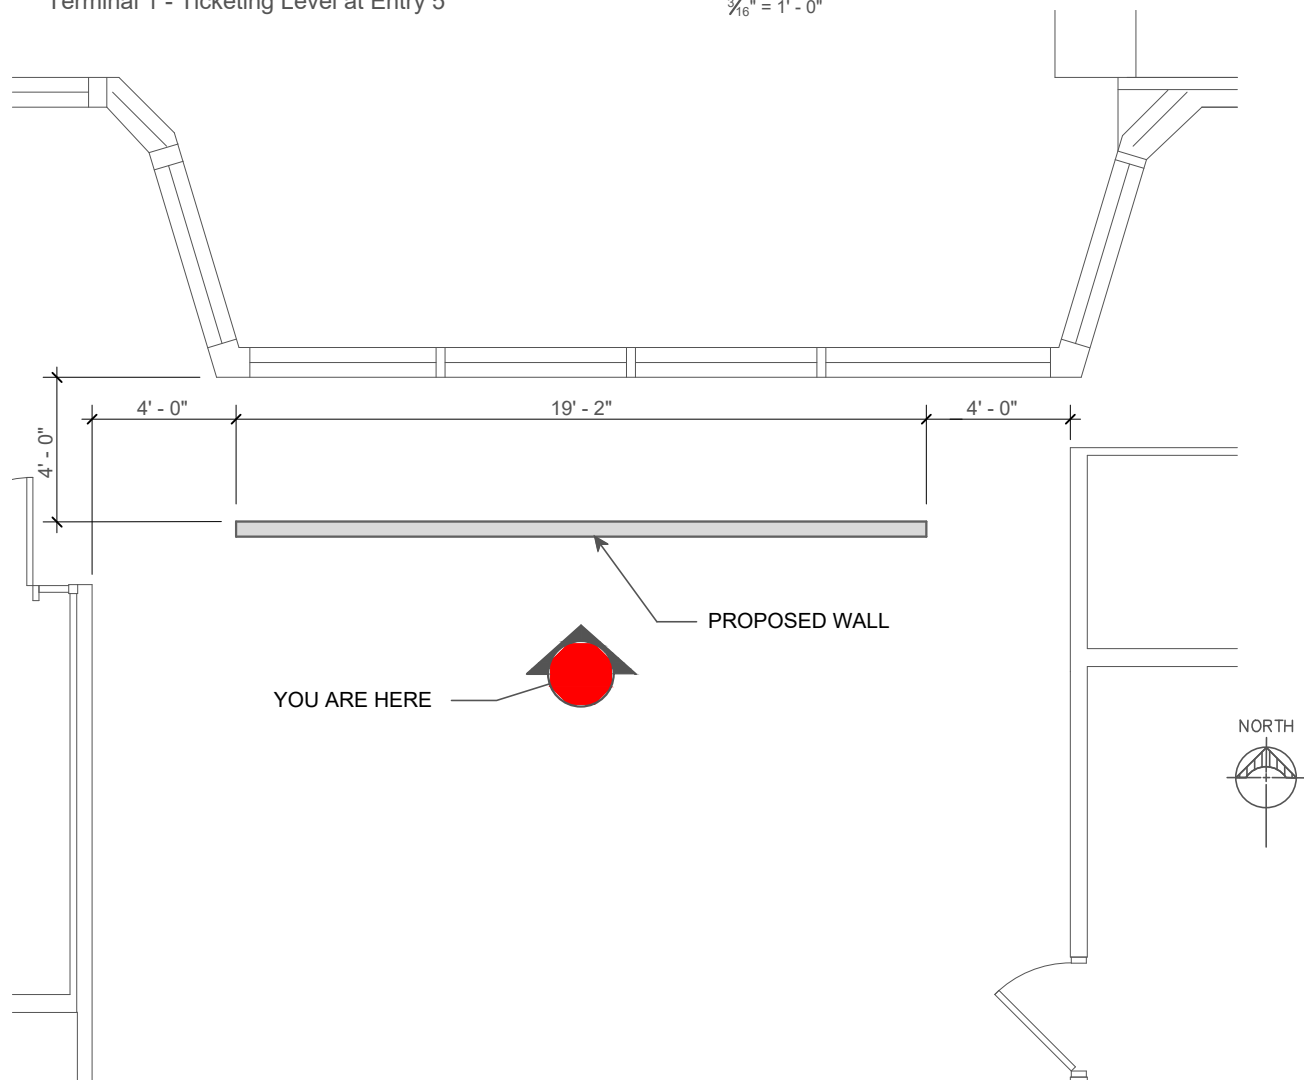 Terminal 1 - Ticketing Level at Entry 5
3/16" = 1' - 0"
4' - 0"
19' - 2"
4' - 0"
4' - 0"
PROPOSED WALL
YOU ARE HERE
NORTH